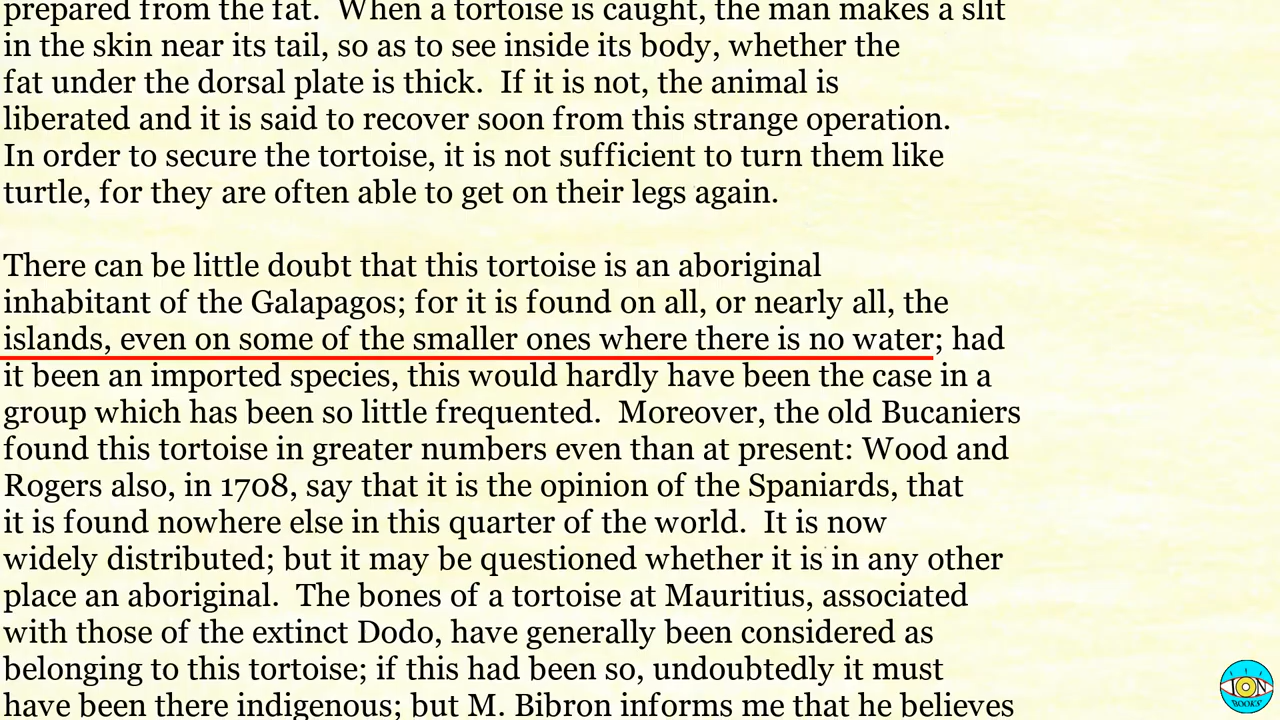 prepared from the fat.  When a tortoise is caught, the man makes a slit
in the skin near its tail, so as to see inside its body, whether the
fat under the dorsal plate is thick.  If it is not, the animal is
liberated and it is said to recover soon from this strange operation.
In order to secure the tortoise, it is not sufficient to turn them like
turtle, for they are often able to get on their legs again.
There can be little doubt that this tortoise is an aboriginal
inhabitant of the Galapagos; for it is found on all, or nearly all, the
islands, even on some of the smaller ones where there is no water; had
it been an imported species, this would hardly have been the case in a
group which has been so little frequented.  Moreover, the old Bucaniers
found this tortoise in greater numbers even than at present: Wood and
Rogers also, in 1708, say that it is the opinion of the Spaniards, that
it is found nowhere else in this quarter of the world.  It is now
widely distributed; but it may be questioned whether it is in any other
place an aboriginal.  The bones of a tortoise at Mauritius, associated
with those of the extinct Dodo, have generally been considered as
belonging to this tortoise; if this had been so, undoubtedly it must
have been there indigenous; but M. Bibron informs me that he believes
ION
BOOKS